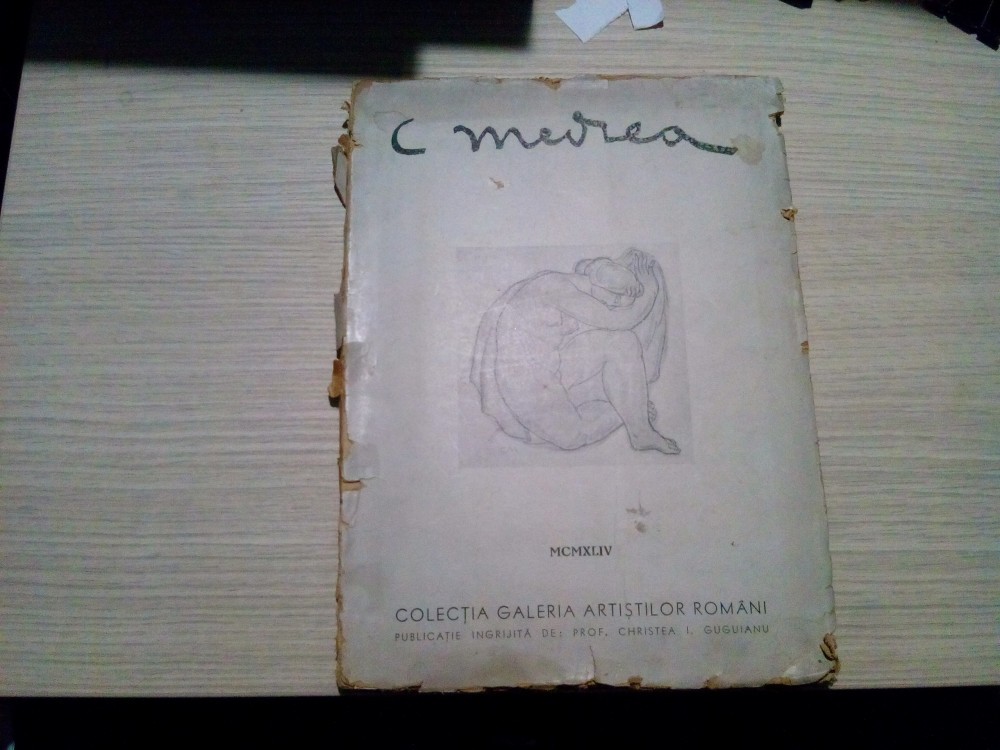 C Medrea
MCMXLIV
COLECȚIA GALERIA ARTIȘTILOR ROMÂNI
PUBLICAȚIE INGRIJITĂ DE: PROF. CHRISTEA I. GUGUIANU